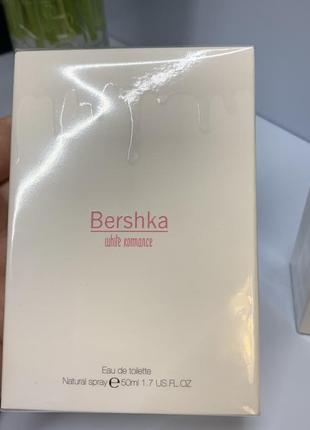 Bershka
white romance
Eau de toilette
Natural spray ℮ 50ml 1.7 US.FL.OZ